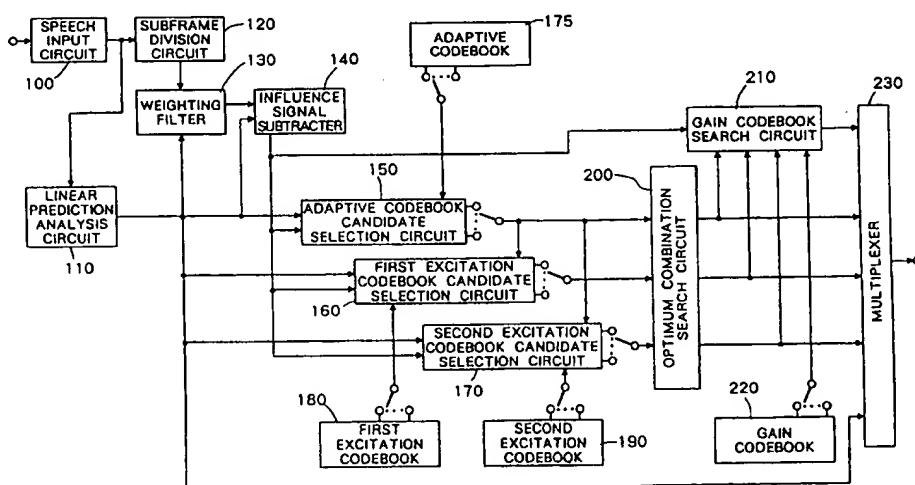 SPEECH
INPUT
CIRCUIT
100
SUBFRAME
DIVISION
CIRCUIT
120
130
WEIGHTING
FILTER
140
INFLUENCE
SIGNAL
SUBTRACTER
175
ADAPTIVE
CODEBOOK
210
GAIN CODEBOOK
SEARCH CIRCUIT
230
MULTIPLEXER
LINEAR
PREDICTION
ANALYSIS
CIRCUIT
110
150
ADAPTIVE CODEBOOK
CANDIDATE
SELECTION CIRCUIT
200
OPTIMUM COMBINATION
SEARCH CIRCUIT
FIRST EXCITATION
CODEBOOK CANDIDATE
SELECTION CIRCUIT
160
SECOND EXCITATION
CODEBOOK CANDIDATE
SELECTION CIRCUIT
170
180
FIRST
EXCITATION
CODEBOOK
SECOND
EXCITATION
CODEBOOK
190
220
GAIN
CODEBOOK